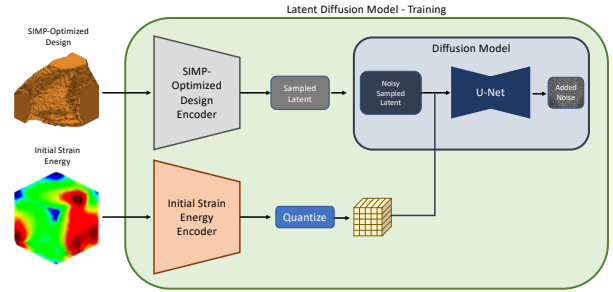 Latent Diffusion Model - Training
SIMP-Optimized
Design
SIMP-
Optimized
Design
Encoder
Sampled
Latent
Diffusion Model
Noisy
Sampled
Latent
U-Net
Added
Noise
Initial Strain
Energy
Initial Strain
Energy
Encoder
Quantize